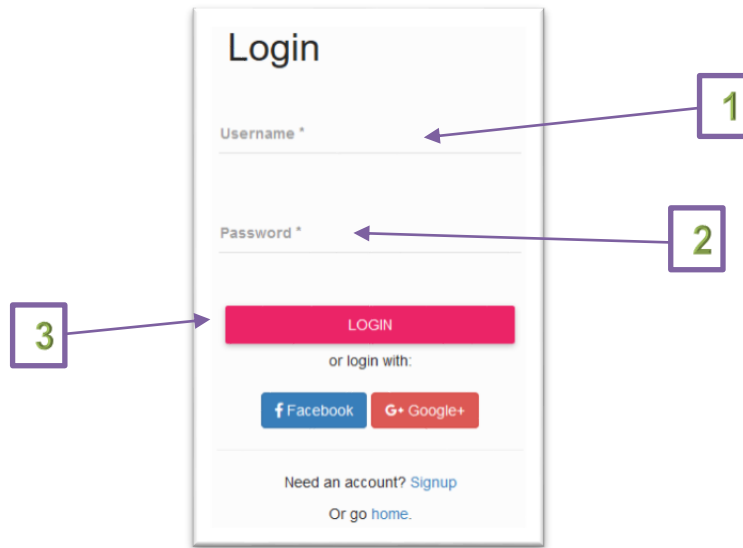 Login
1
Username *
Password *
2
3
LOGIN
or login with:
f Facebook G+ Google+
Need an account? Signup
Or go home.